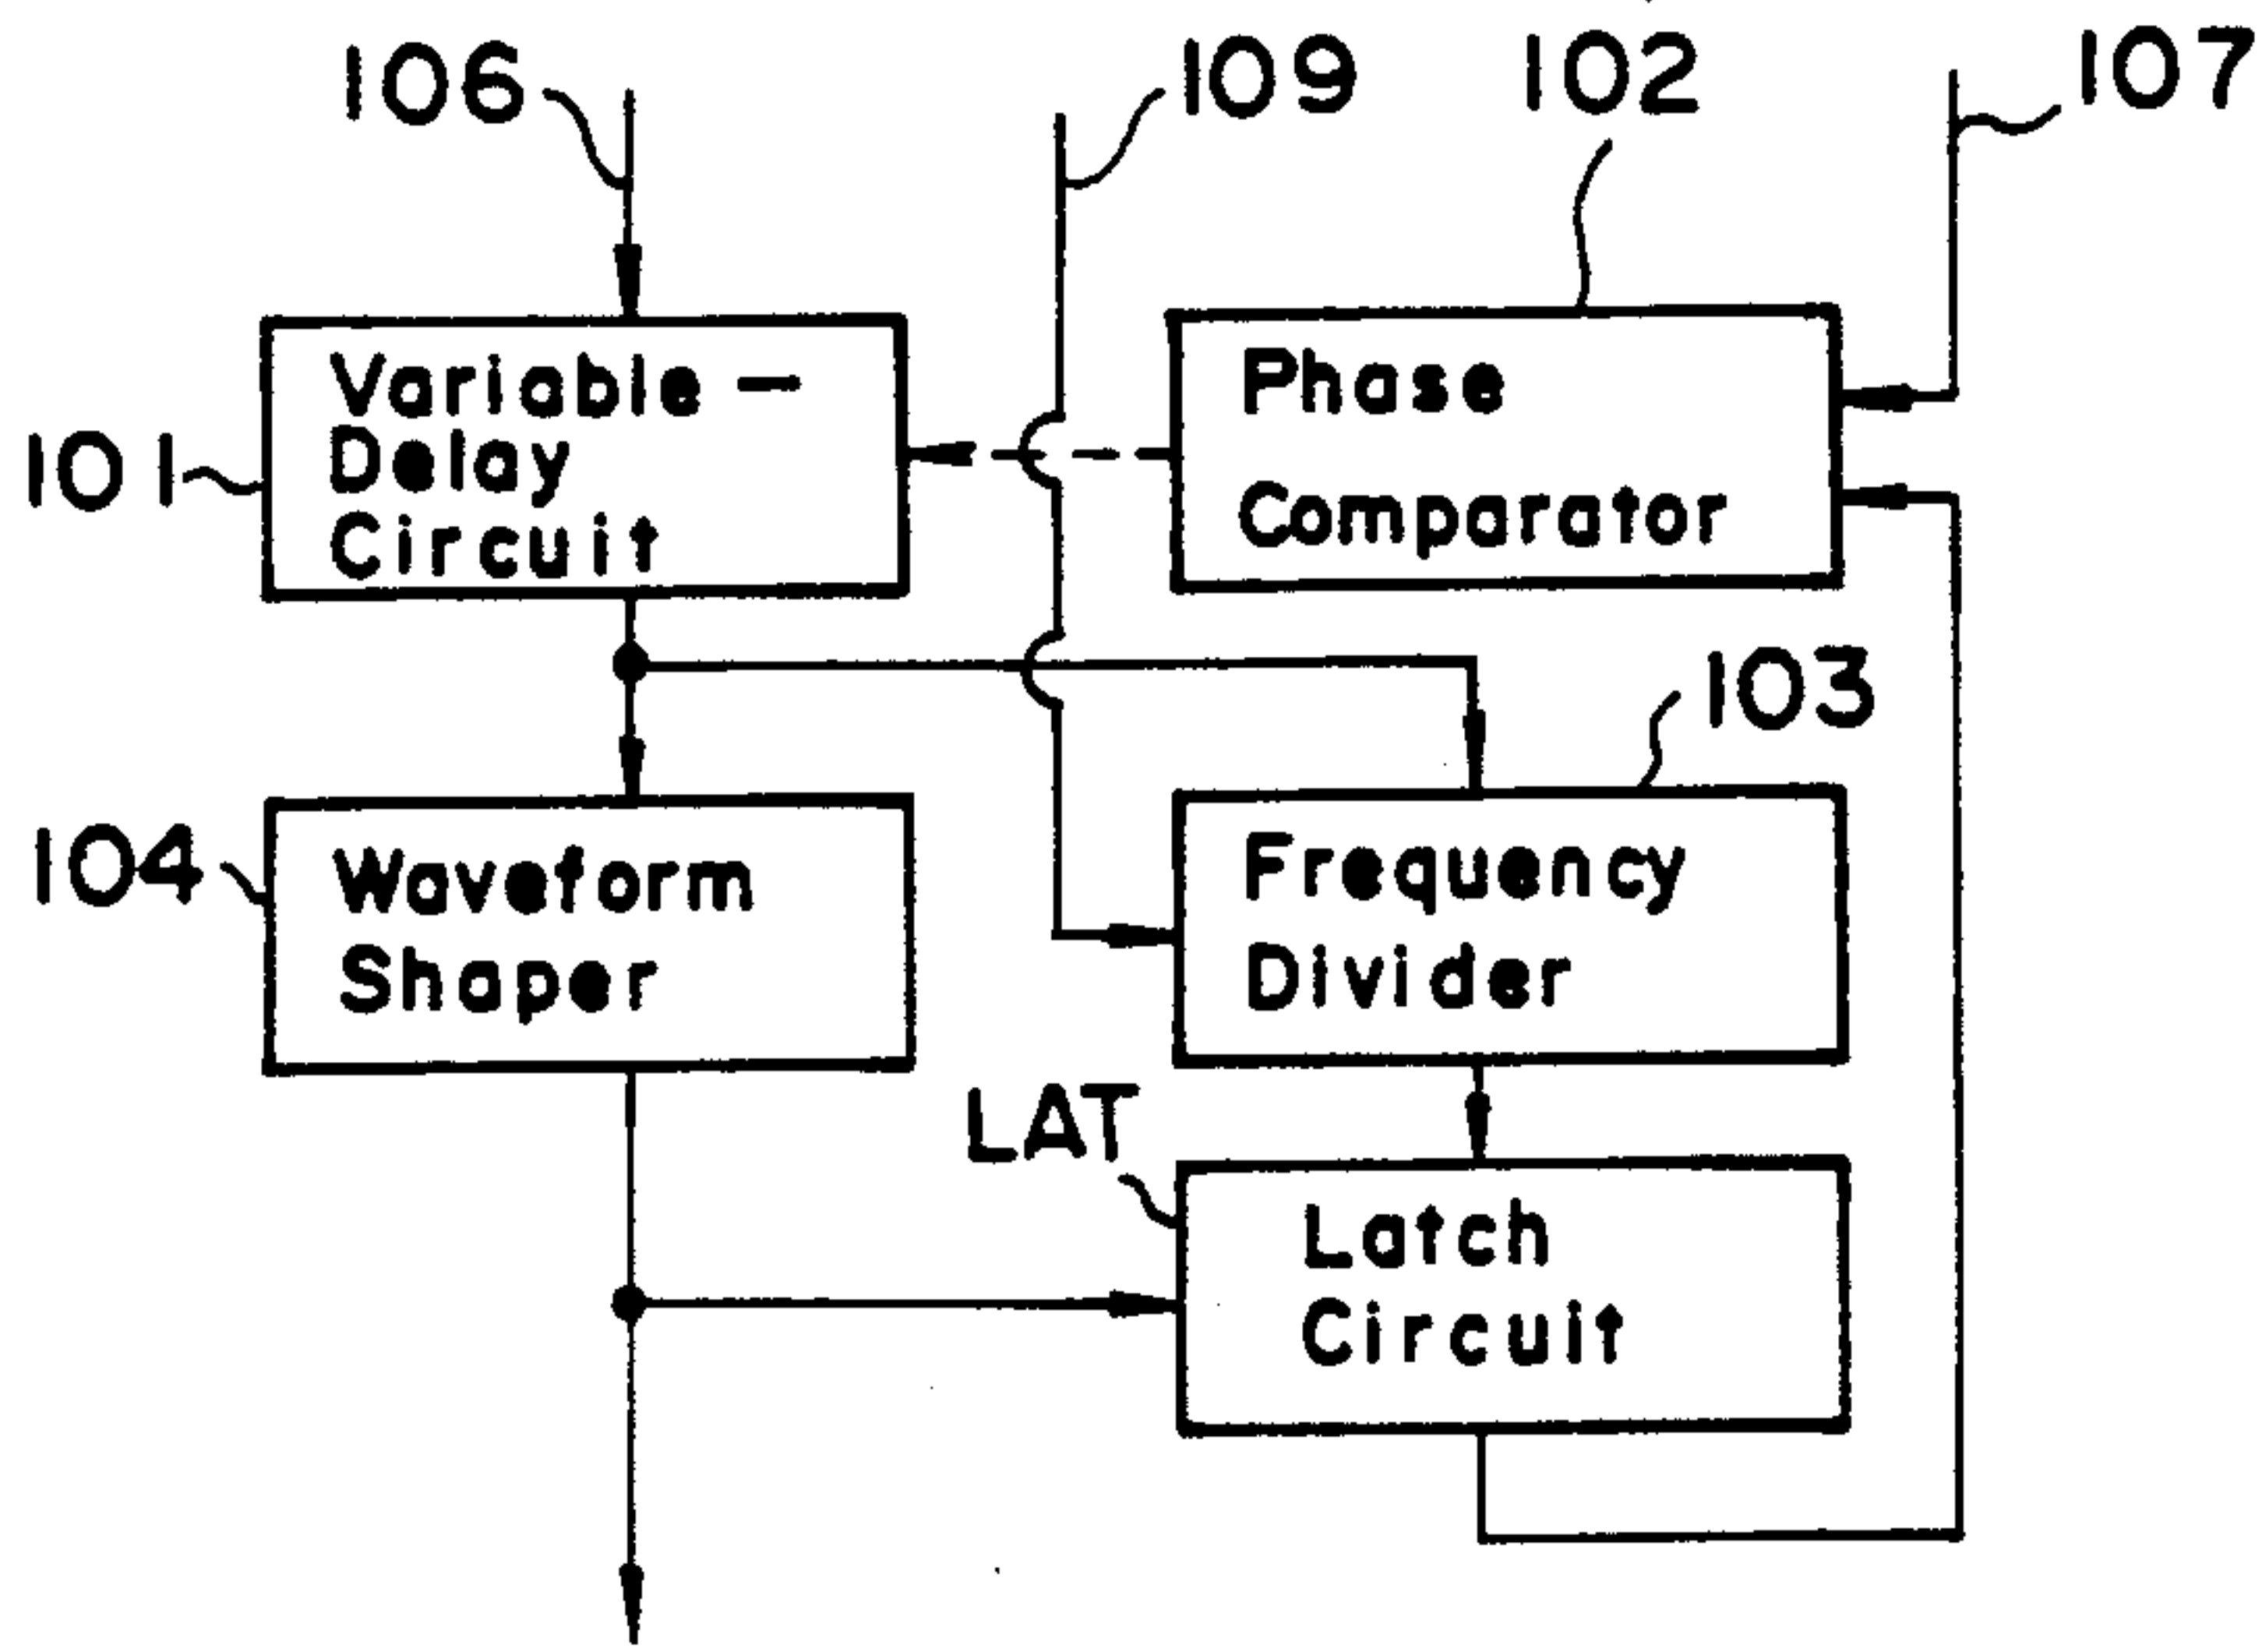 106
109
102
107
Variable-
Delay
Circuit
101
Phase
Comparator
103
104
Waveform
Shaper
Frequency
Divider
LAT
Latch
Circuit